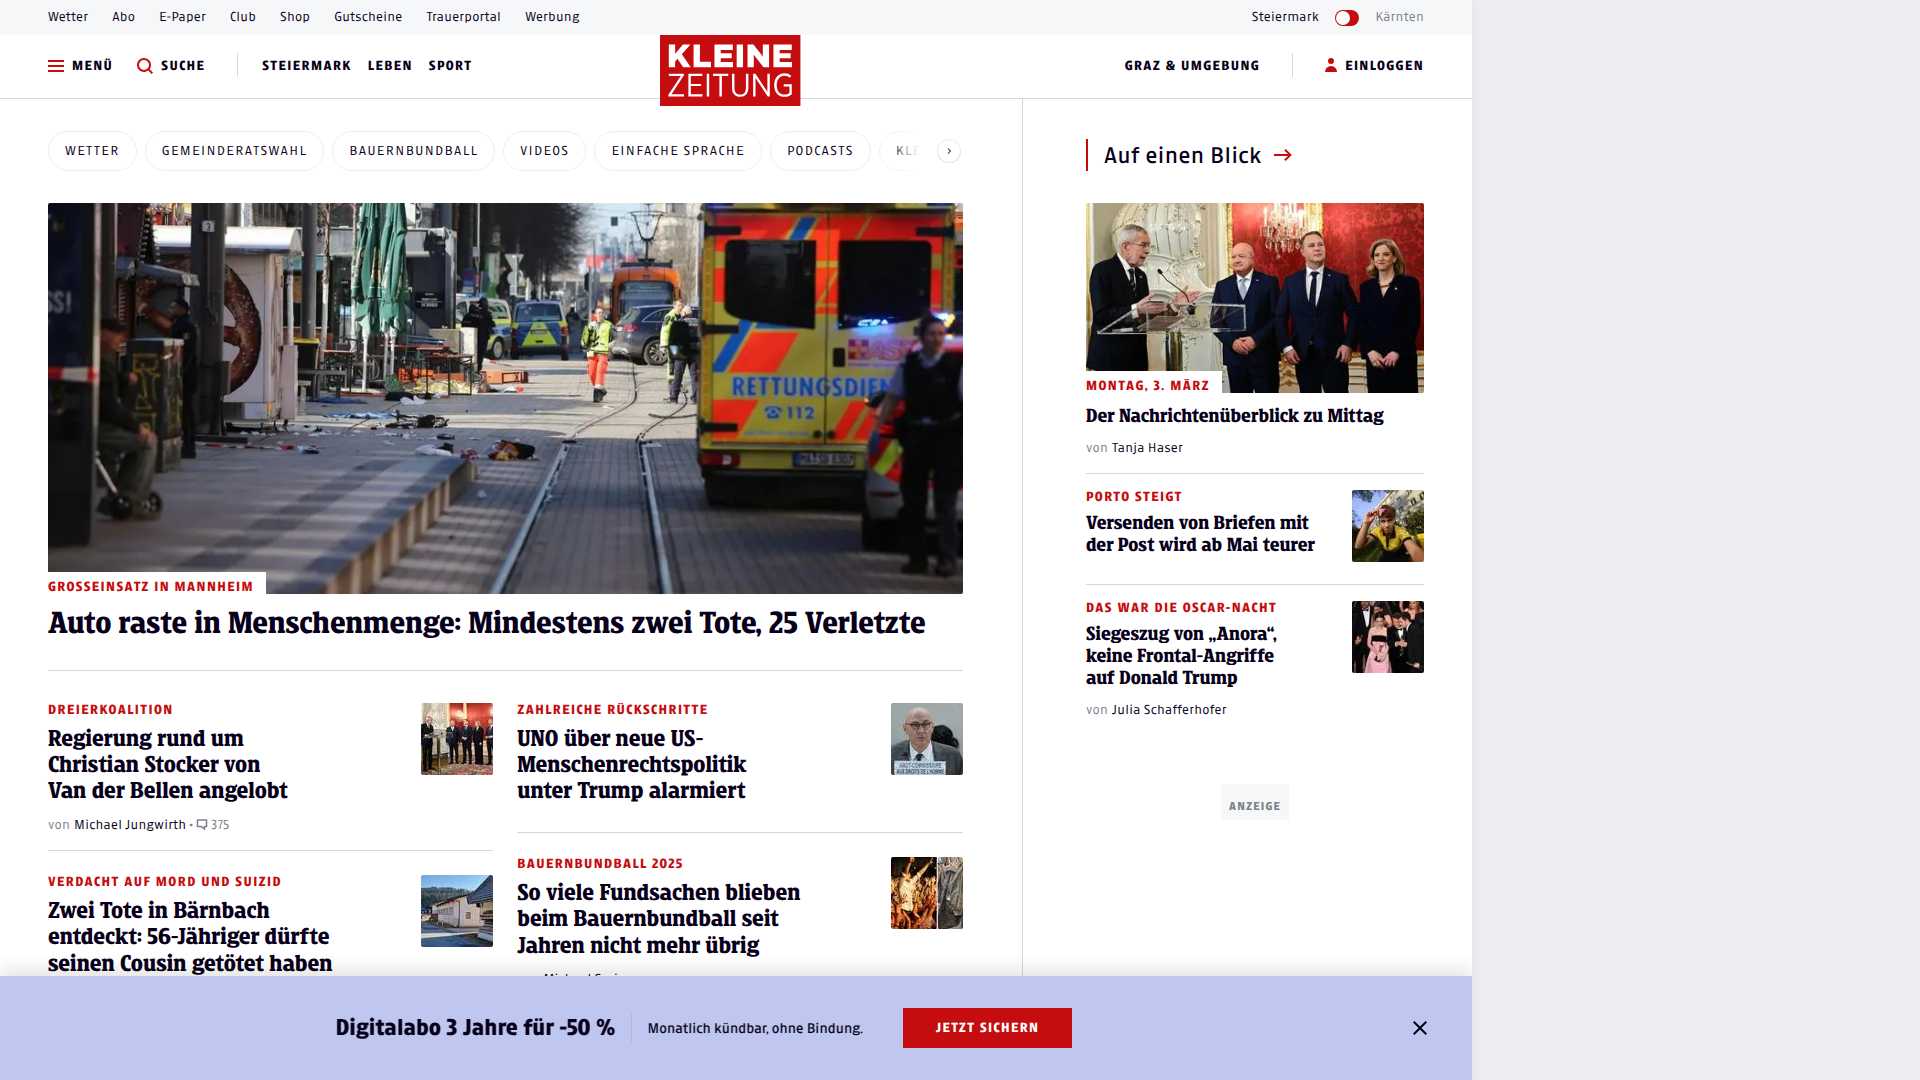 Wetter Abo E-Paper Club Shop Gutscheine Trauerportal Werbung Steiermark Kärnten
MENÜ SUCHE STEIERMARK LEBEN SPORT KLEINE ZEITUNG GRAZ & UMGEBUNG EINLOGGEN
WETTER GEMEINDERATSWAHL BAUERNBUNDBALL VIDEOS EINFACHE SPRACHE PODCASTS
RETTUNGSDIEN
112
GROSSEINSATZ IN MANNHEIM
Auto raste in Menschenmenge: Mindestens zwei Tote, 25 Verletzte
DREIERKOALITION
Regierung rund um
Christian Stocker von
Van der Bellen angelobt
von Michael Jungwirth • 375
VERDACHT AUF MORD UND SUIZID
Zwei Tote in Bärnbach
entdeckt: 56-Jähriger dürfte
seinen Cousin getötet haben
ZAHLREICHE RÜCKSCHRITTE
UNO über neue US-
Menschenrechtspolitik
unter Trump alarmiert
BAUERNBUNDBALL 2025
So viele Fundsachen blieben
beim Bauernbundball seit
Jahren nicht mehr übrig
Auf einen Blick
MONTAG, 3. MÄRZ
Der Nachrichtenüberblick zu Mittag
von Tanja Haser
PORTO STEIGT
Versenden von Briefen mit
der Post wird ab Mai teurer
DAS WAR DIE OSCAR-NACHT
Siegeszug von „Anora“,
keine Frontal-Angriffe
auf Donald Trump
von Julia Schafferhofer
ANZEIGE
Digitalabo 3 Jahre für -50 % Monatlich kündbar, ohne Bindung. JETZT SICHERN